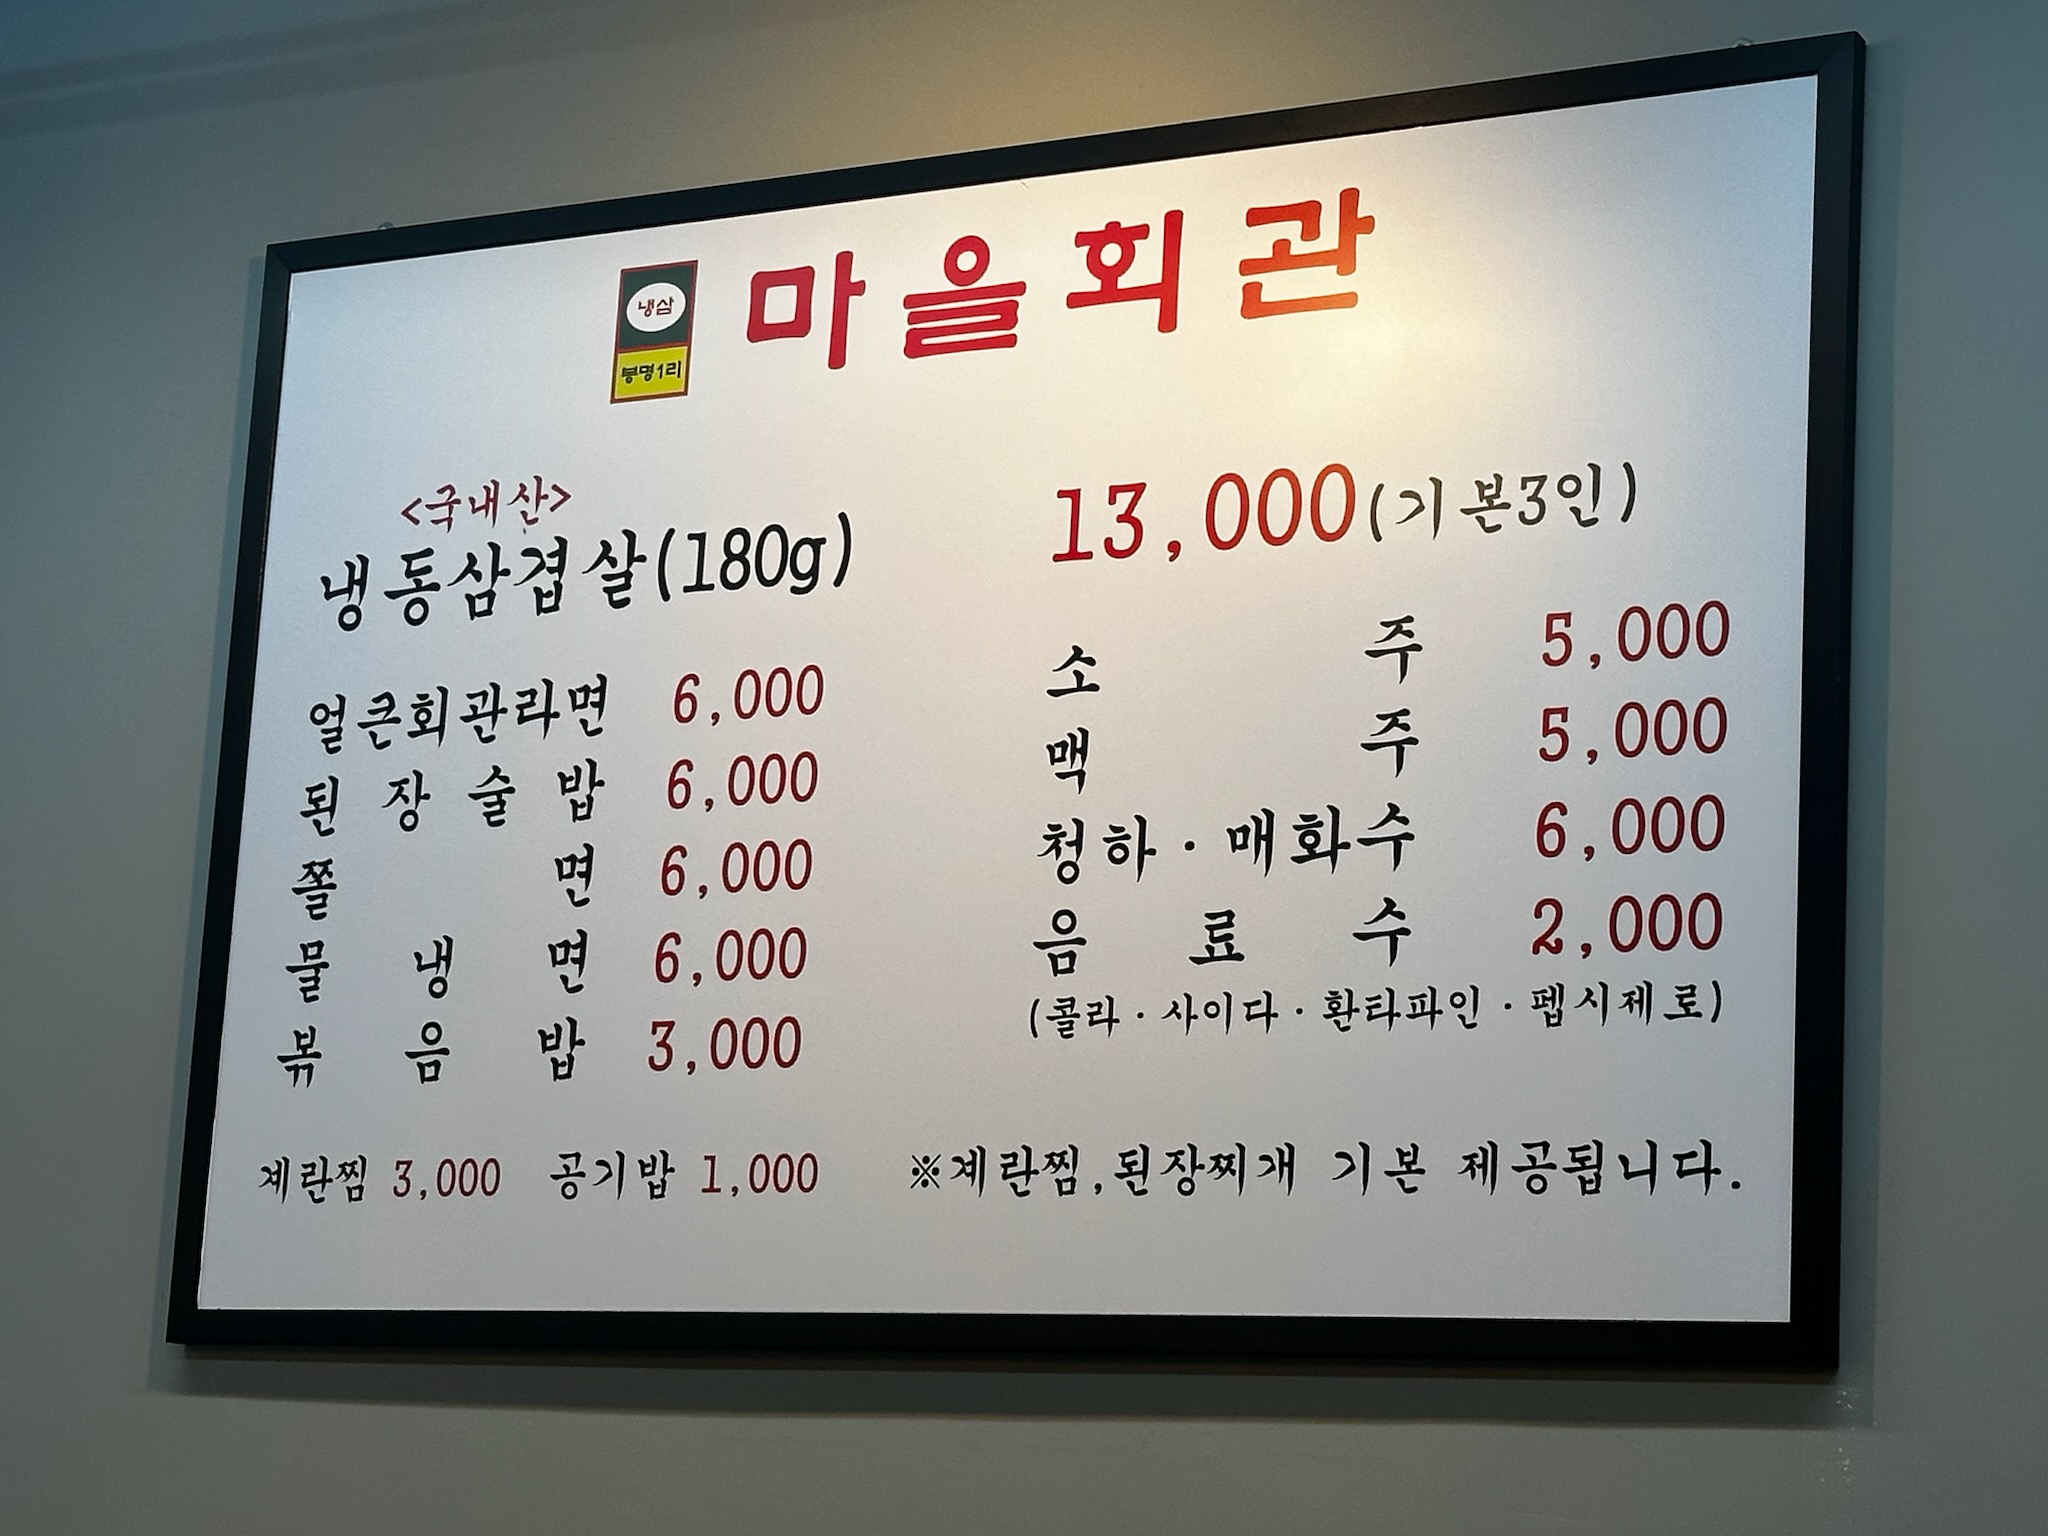 냉삼
봉명1리
마을회관
<국내산>
냉동삼겹살(180g) 13,000(기본3인)
얼큰회관라면 6,000
된장술밥 6,000
쫄면 6,000
물냉면 6,000
볶음밥 3,000
소주 5,000
맥주 5,000
청하·매화수 6,000
음료수 2,000
(콜라·사이다·환타파인·펩시제로)
계란찜 3,000 공기밥 1,000
※계란찜,된장찌개 기본 제공됩니다.